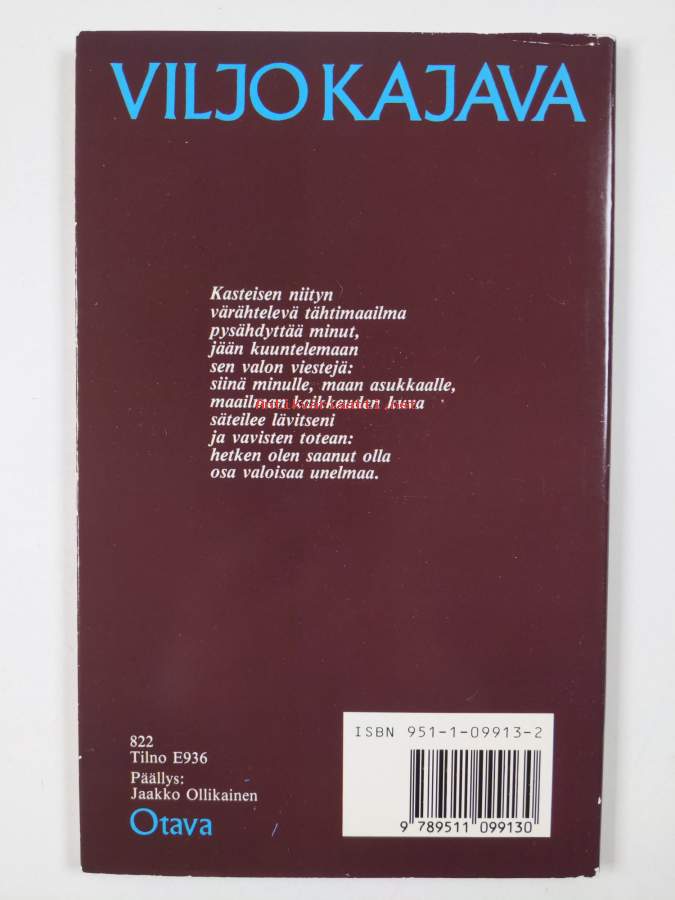 VILJO KAJAVA
Kasteisen niityn
värähtelevä tähtimaailma
pysähdyttää minut,
jään kuuntelemaan
sen valon viestejä:
siinä minulle, maan asukkaalle,
maailman kaikkeuden kuva
säteilee lävitseni
ja vavisten totean:
hetken olen saanut olla
osa valoisaa unelmaa.
822
Tilno E936
Päällys:
Jaakko Ollikainen
Otava
ISBN 951-1-09913-2
9 789511 099130